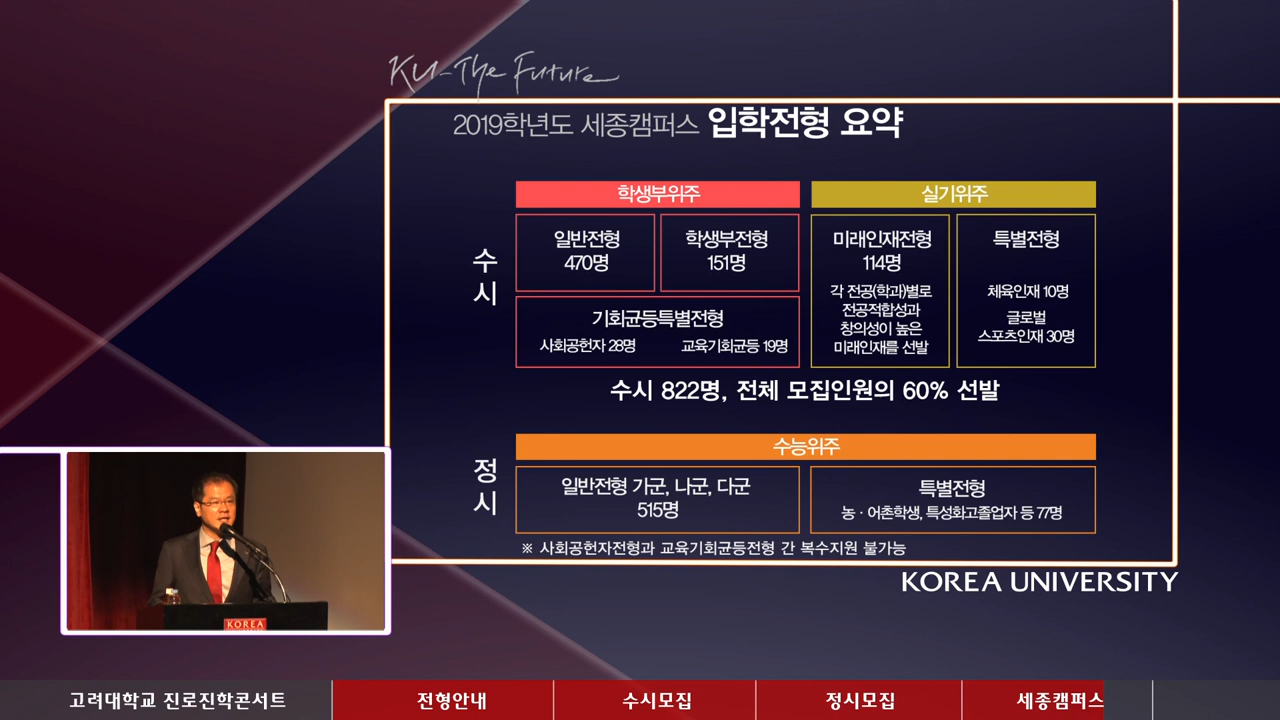 KU-The Future
2019학년도 세종캠퍼스 입학전형 요약
수시
학생부위주
일반전형
470명
학생부전형
151명
기회균등특별전형
사회공헌자 28명 교육기회균등 19명
실기위주
미래인재전형
114명
각 전공(학과)별로
전공적합성과
창의성이 높은
미래인재를 선발
특별전형
체육인재 10명
글로벌
스포츠인재 30명
수시 822명, 전체 모집인원의 60% 선발
정시
수능위주
일반전형 가군, 나군, 다군
515명
특별전형
농·어촌학생, 특성화고졸업자 등 77명
※ 사회공헌자전형과 교육기회균등전형 간 복수지원 불가능
KOREA UNIVERSITY
KOREA
고려대학교 진로진학콘서트 전형안내 수시모집 정시모집 세종캠퍼스